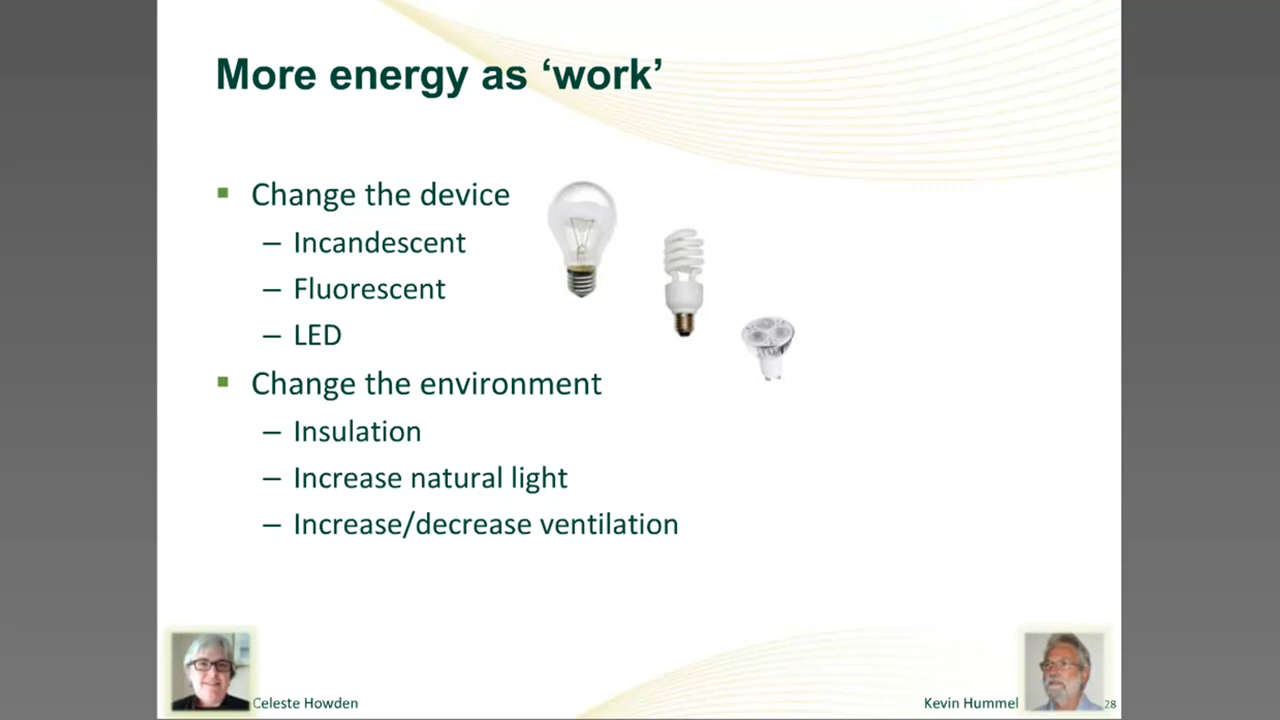 More energy as ‘work’
▪ Change the device
– Incandescent
– Fluorescent
– LED
▪ Change the environment
– Insulation
– Increase natural light
– Increase/decrease ventilation
Celeste Howden
Kevin Hummel
28